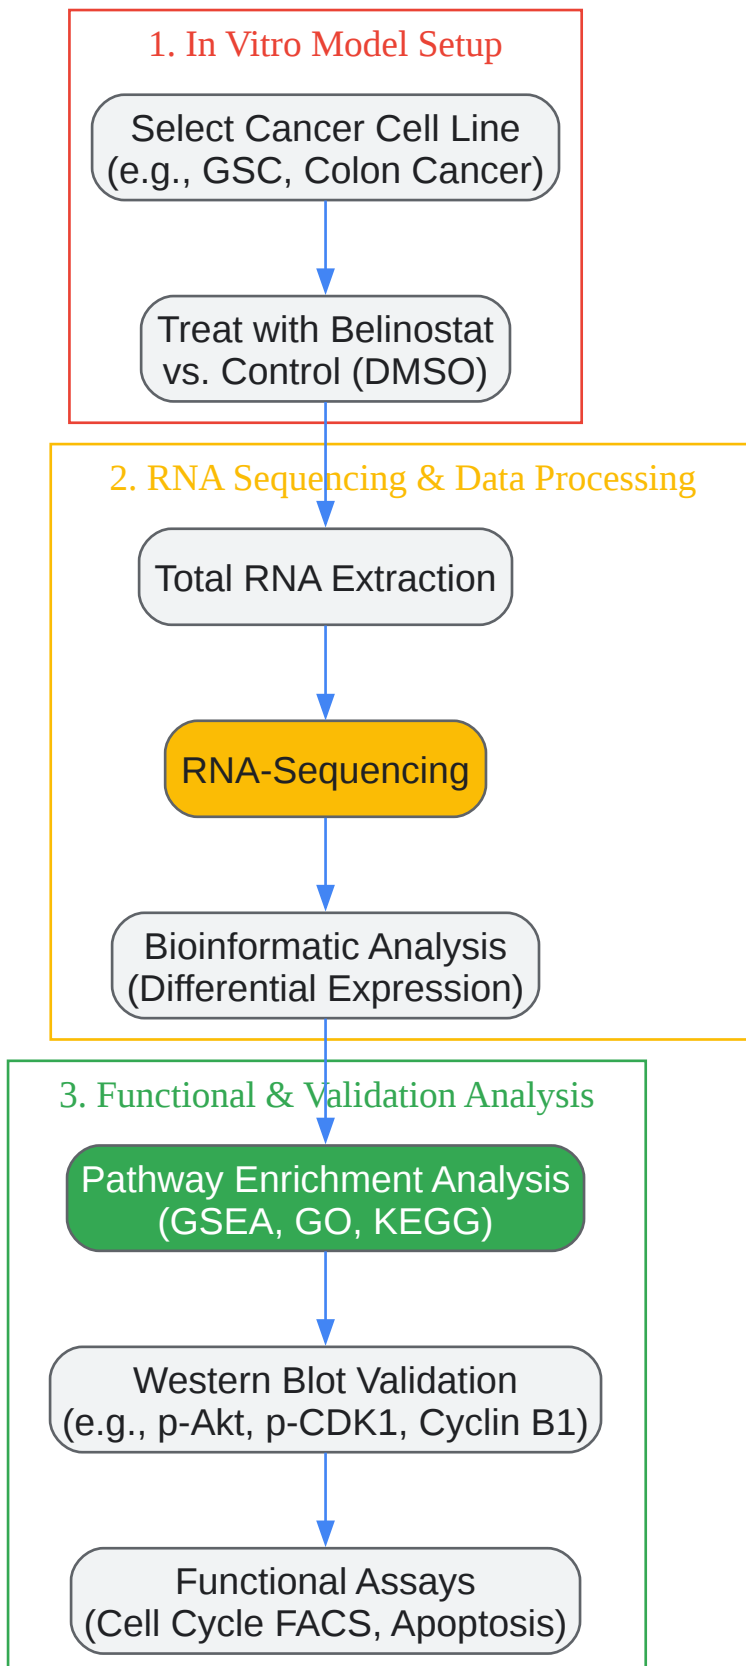 1. In Vitro Model Setup
Select Cancer Cell Line
(e.g., GSC, Colon Cancer)
Treat with Belinostat
vs. Control (DMSO)
2. RNA Sequencing & Data Processing
Total RNA Extraction
RNA-Sequencing
Bioinformatic Analysis
(Differential Expression)
3. Functional & Validation Analysis
Pathway Enrichment Analysis
(GSEA, GO, KEGG)
Western Blot Validation
(e.g., p-Akt, p-CDK1, Cyclin B1)
Functional Assays
(Cell Cycle FACS, Apoptosis)